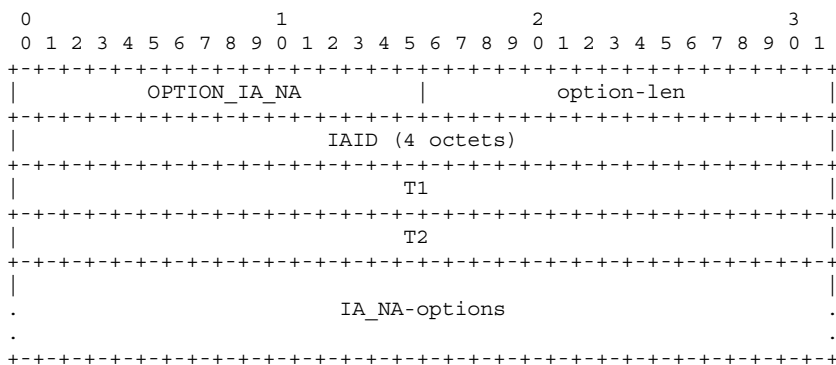 0                   1                   2                   3
 0 1 2 3 4 5 6 7 8 9 0 1 2 3 4 5 6 7 8 9 0 1 2 3 4 5 6 7 8 9 0 1
+-+-+-+-+-+-+-+-+-+-+-+-+-+-+-+-+-+-+-+-+-+-+-+-+-+-+-+-+-+-+-+-+
|          OPTION_IA_NA         |          option-len           |
+-+-+-+-+-+-+-+-+-+-+-+-+-+-+-+-+-+-+-+-+-+-+-+-+-+-+-+-+-+-+-+-+
|                        IAID (4 octets)                        |
+-+-+-+-+-+-+-+-+-+-+-+-+-+-+-+-+-+-+-+-+-+-+-+-+-+-+-+-+-+-+-+-+
|                              T1                               |
+-+-+-+-+-+-+-+-+-+-+-+-+-+-+-+-+-+-+-+-+-+-+-+-+-+-+-+-+-+-+-+-+
|                              T2                               |
+-+-+-+-+-+-+-+-+-+-+-+-+-+-+-+-+-+-+-+-+-+-+-+-+-+-+-+-+-+-+-+-+
|                                                               |
.                         IA_NA-options                         .
.                                                               .
+-+-+-+-+-+-+-+-+-+-+-+-+-+-+-+-+-+-+-+-+-+-+-+-+-+-+-+-+-+-+-+-+